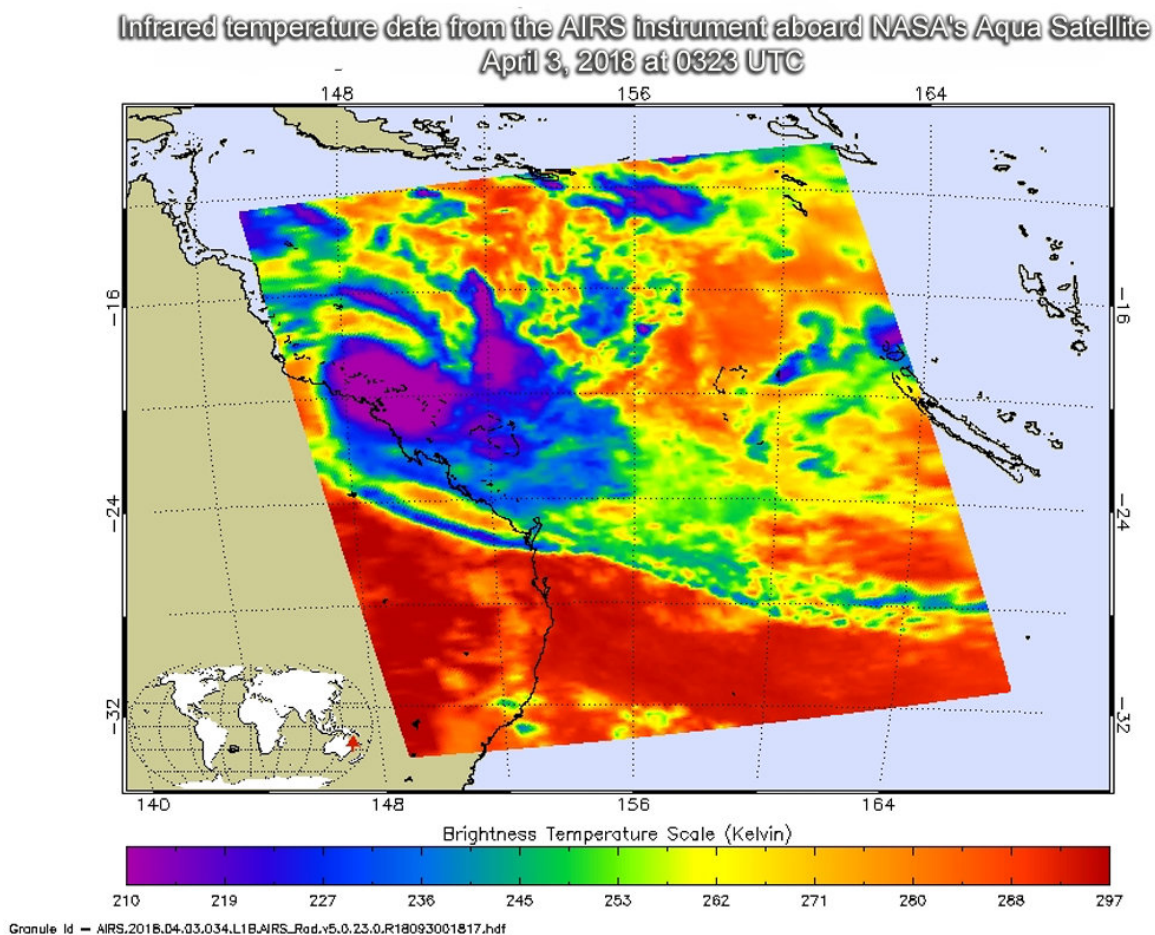 Infrared temperature data from the AIRS instrument aboard NASA's Aqua Satellite
April 3, 2018 at 0323 UTC
148 156 164
-16 -16
-24 -24
-32 -32
140 148 156 164
Brightness Temperature Scale (Kelvin)
210 219 227 236 245 253 262 271 280 288 297
Granule Id — AIRS.2018.04.03.034.L1B.AIRS_Rad.v5.0.23.0.R18093001817.hdf